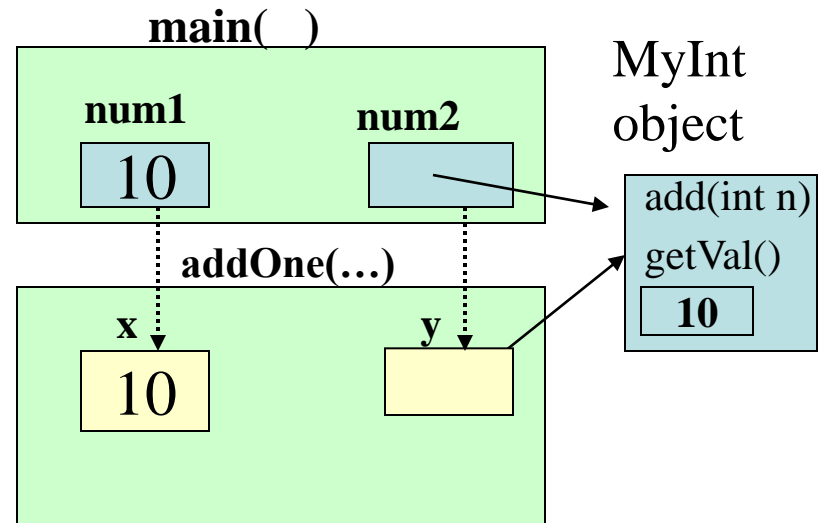 main( )
num1
num2
10
MyInt
object
add(int n)
getVal()
10
addOne(…)
x
y
10